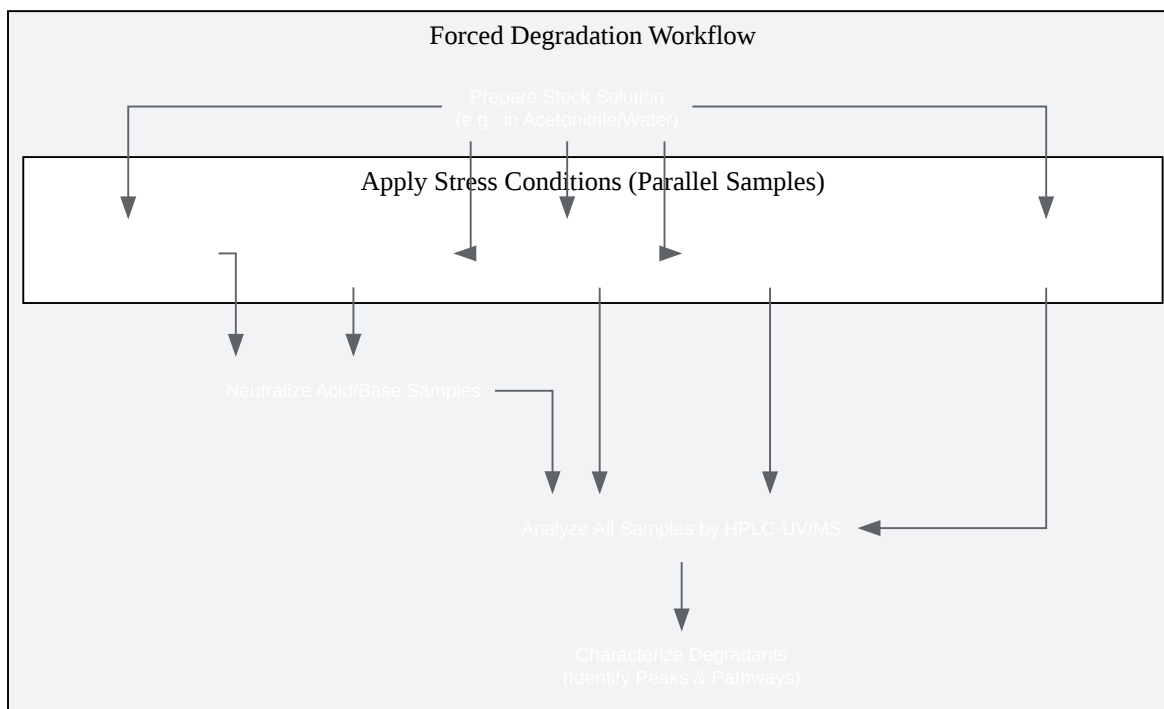 Forced Degradation Workflow
Prepare Stock Solution
(e.g., in Acetonitrile/Water)
Apply Stress Conditions (Parallel Samples)
Neutralize Acid/Base Samples
Analyze All Samples by HPLC-UV/MS
Characterize Degradants
(Identify Peaks & Pathways)